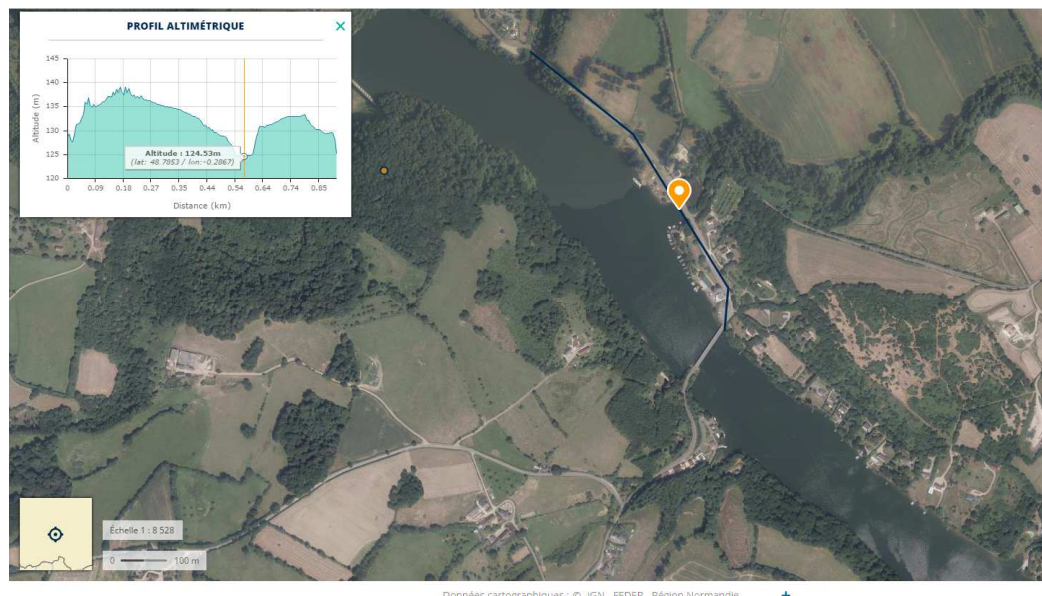 PROFIL ALTIMÉTRIQUE
145
140
135
130
125
120
Altitude (m)
Altitude : 124.53m
(lat: 48.7853 / lon:-0.2867)
0 0.09 0.18 0.27 0.35 0.44 0.56 0.64 0.74 0.85
Distance (km)
Échelle 1 : 8 528
0 100 m
Données cartographiques : © IGN, FEDER, Région Normandie